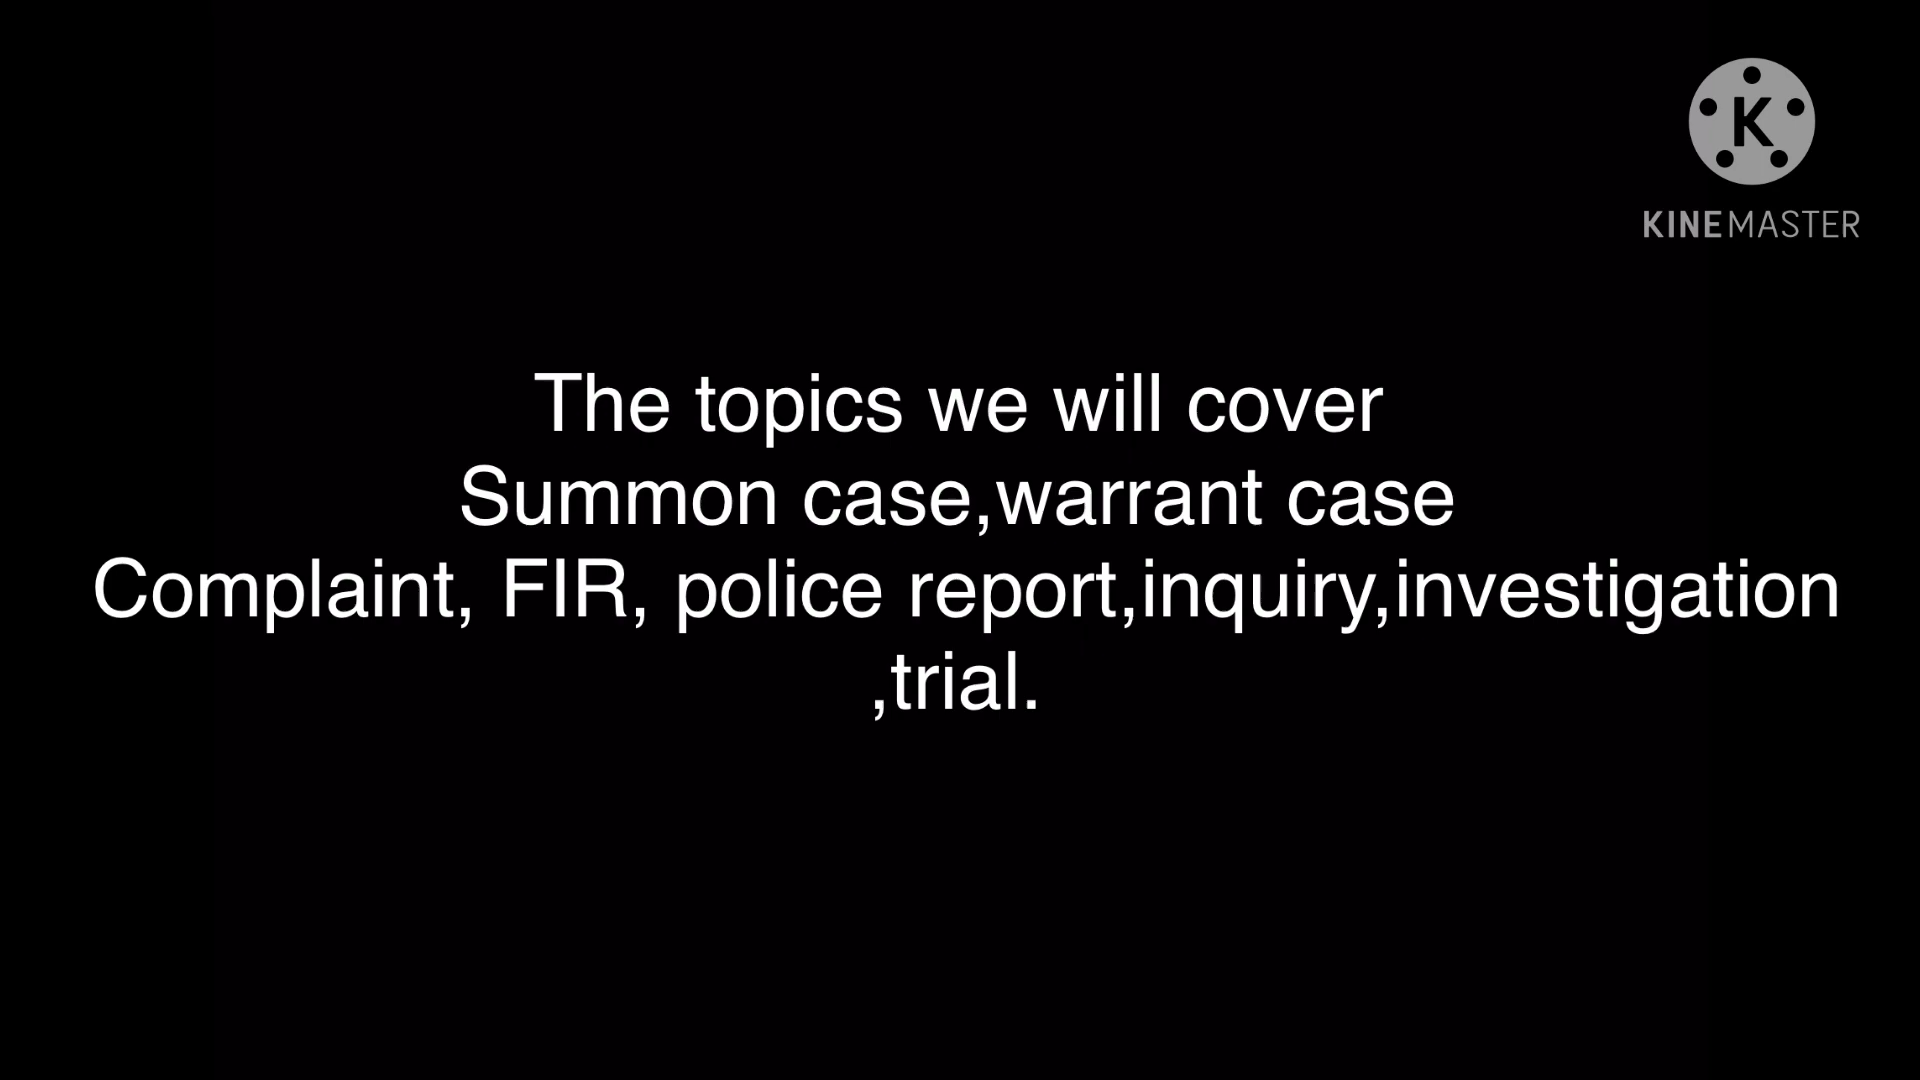 K
KINEMASTER
The topics we will cover
Summon case,warrant case
Complaint, FIR, police report,inquiry,investigation
,trial.